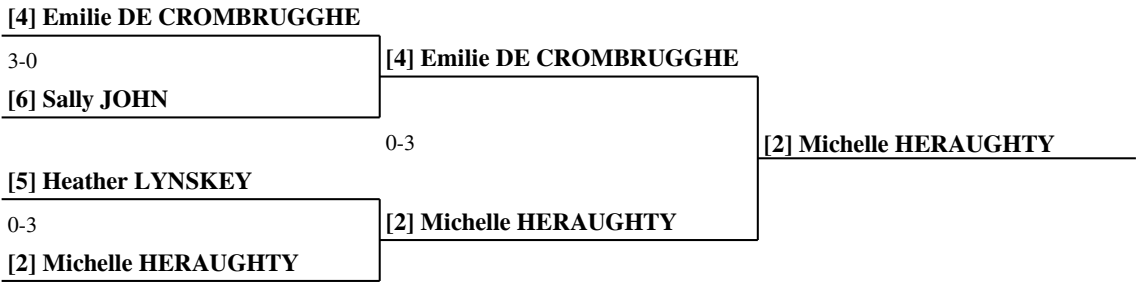 [4] Emilie DE CROMBRUGGHE
3-0
[4] Emilie DE CROMBRUGGHE
[6] Sally JOHN
0-3
[2] Michelle HERAUGHTY
[5] Heather LYNSKEY
0-3
[2] Michelle HERAUGHTY
[2] Michelle HERAUGHTY